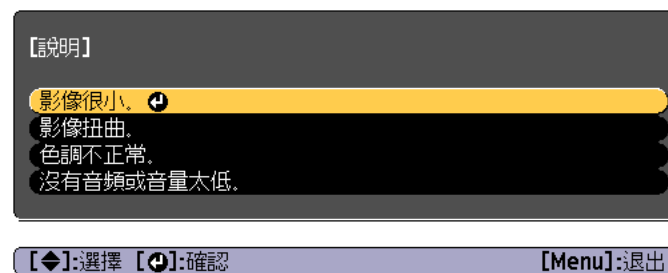 【說明】
影像很小。
影像扭曲。
色調不正常。
沒有音頻或音量太低。
【◆】:選擇 【↵】:確認 【Menu】:退出